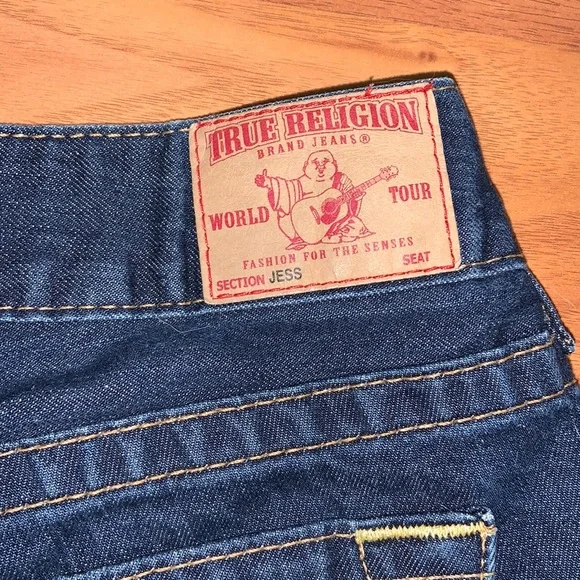 TRUE RELIGION
BRAND JEANS®
WORLD TOUR
FASHION FOR THE SENSES
SECTION JESS SEAT